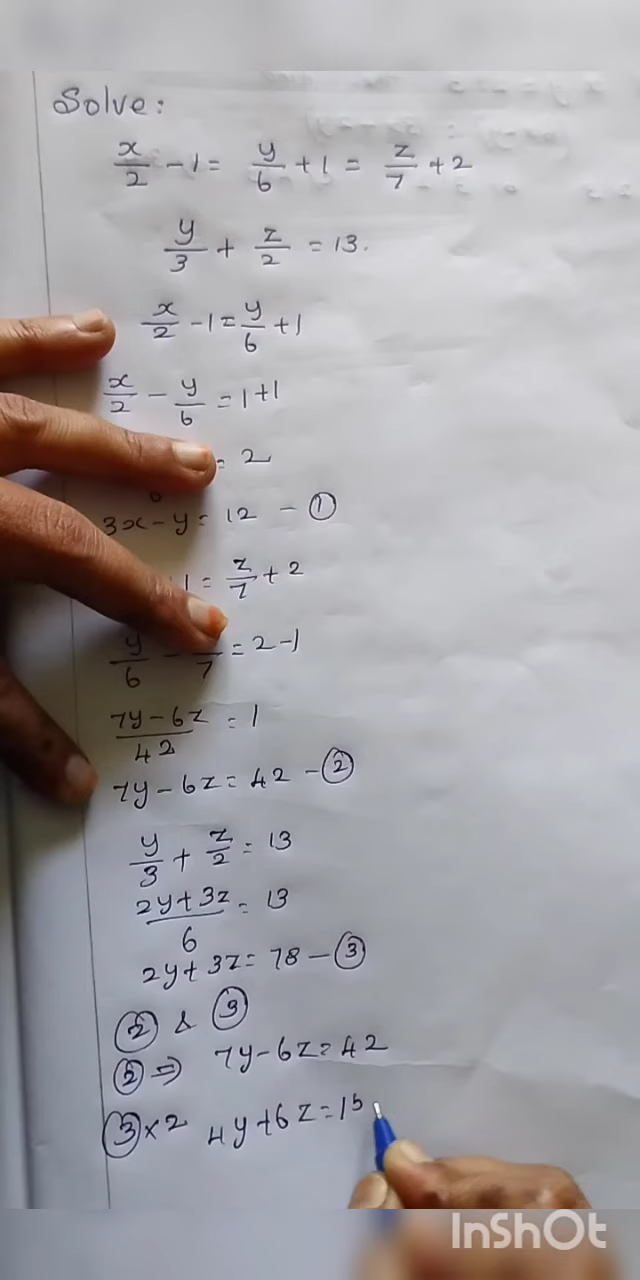 Solve:
x/2 - 1 = y/6 + 1 = z/7 + 2
y/3 + z/2 = 13.
x/2 - 1 = y/6 + 1
x/2 - y/6 = 1+1
= 2
3x - y = 12 - ①
1 = z/7 + 2
y/6 - /7 = 2-1
7y - 6z/42 = 1
7y - 6z = 42 - ②
y/3 + z/2 = 13
2y + 3z/6 = 13
2y + 3z = 78 - ③
② & ③
② ⇒ 7y - 6z = 42
③ × 2 4y + 6z = 15
InShOt